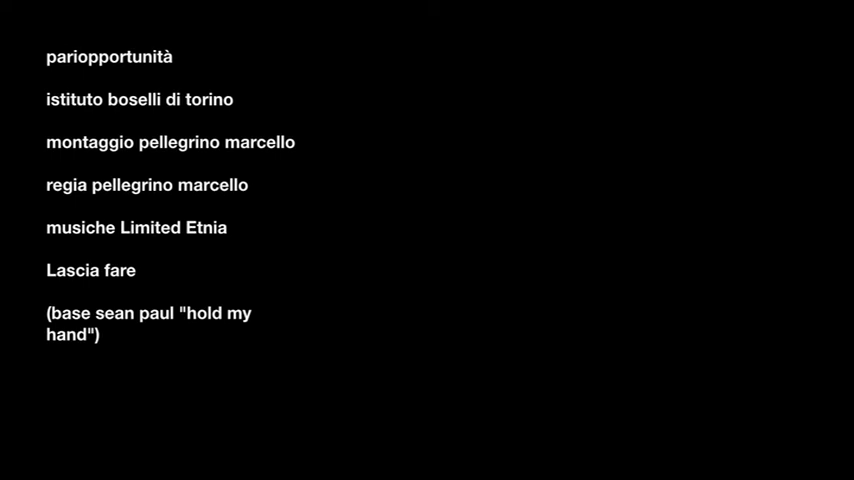 pariopportunità
istituto boselli di torino
montaggio pellegrino marcello
regia pellegrino marcello
musiche Limited Etnia
Lascia fare
(base sean paul "hold my
hand")